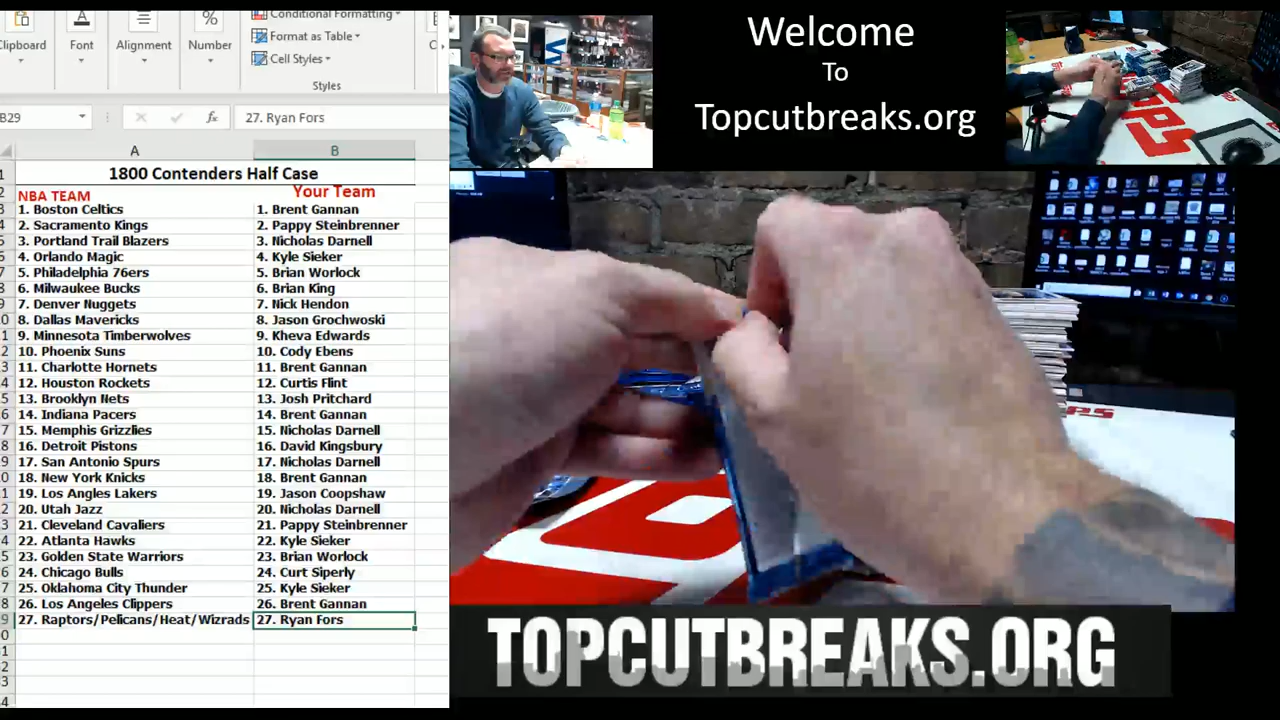 Conditional Formatting
Format as Table
Cell Styles
Clipboard Font Alignment Number
Styles
B29 fx 27. Ryan Fors
A B
1800 Contenders Half Case
NBA TEAM Your Team
1. Boston Celtics 1. Brent Gannan
2. Sacramento Kings 2. Pappy Steinbrenner
3. Portland Trail Blazers 3. Nicholas Darnell
4. Orlando Magic 4. Kyle Sieker
5. Philadelphia 76ers 5. Brian Worlock
6. Milwaukee Bucks 6. Brian King
7. Denver Nuggets 7. Nick Hendon
8. Dallas Mavericks 8. Jason Grochwoski
9. Minnesota Timberwolves 9. Kheva Edwards
10. Phoenix Suns 10. Cody Ebens
11. Charlotte Hornets 11. Brent Gannan
12. Houston Rockets 12. Curtis Flint
13. Brooklyn Nets 13. Josh Pritchard
14. Indiana Pacers 14. Brent Gannan
15. Memphis Grizzlies 15. Nicholas Darnell
16. Detroit Pistons 16. David Kingsbury
17. San Antonio Spurs 17. Nicholas Darnell
18. New York Knicks 18. Brent Gannan
19. Los Angles Lakers 19. Jason Coopshaw
20. Utah Jazz 20. Nicholas Darnell
21. Cleveland Cavaliers 21. Pappy Steinbrenner
22. Atlanta Hawks 22. Kyle Sieker
23. Golden State Warriors 23. Brian Worlock
24. Chicago Bulls 24. Curt Siperly
25. Oklahoma City Thunder 25. Kyle Sieker
26. Los Angeles Clippers 26. Brent Gannan
27. Raptors/Pelicans/Heat/Wizrads 27. Ryan Fors
Welcome
To
Topcutbreaks.org
TOPCUTBREAKS.ORG